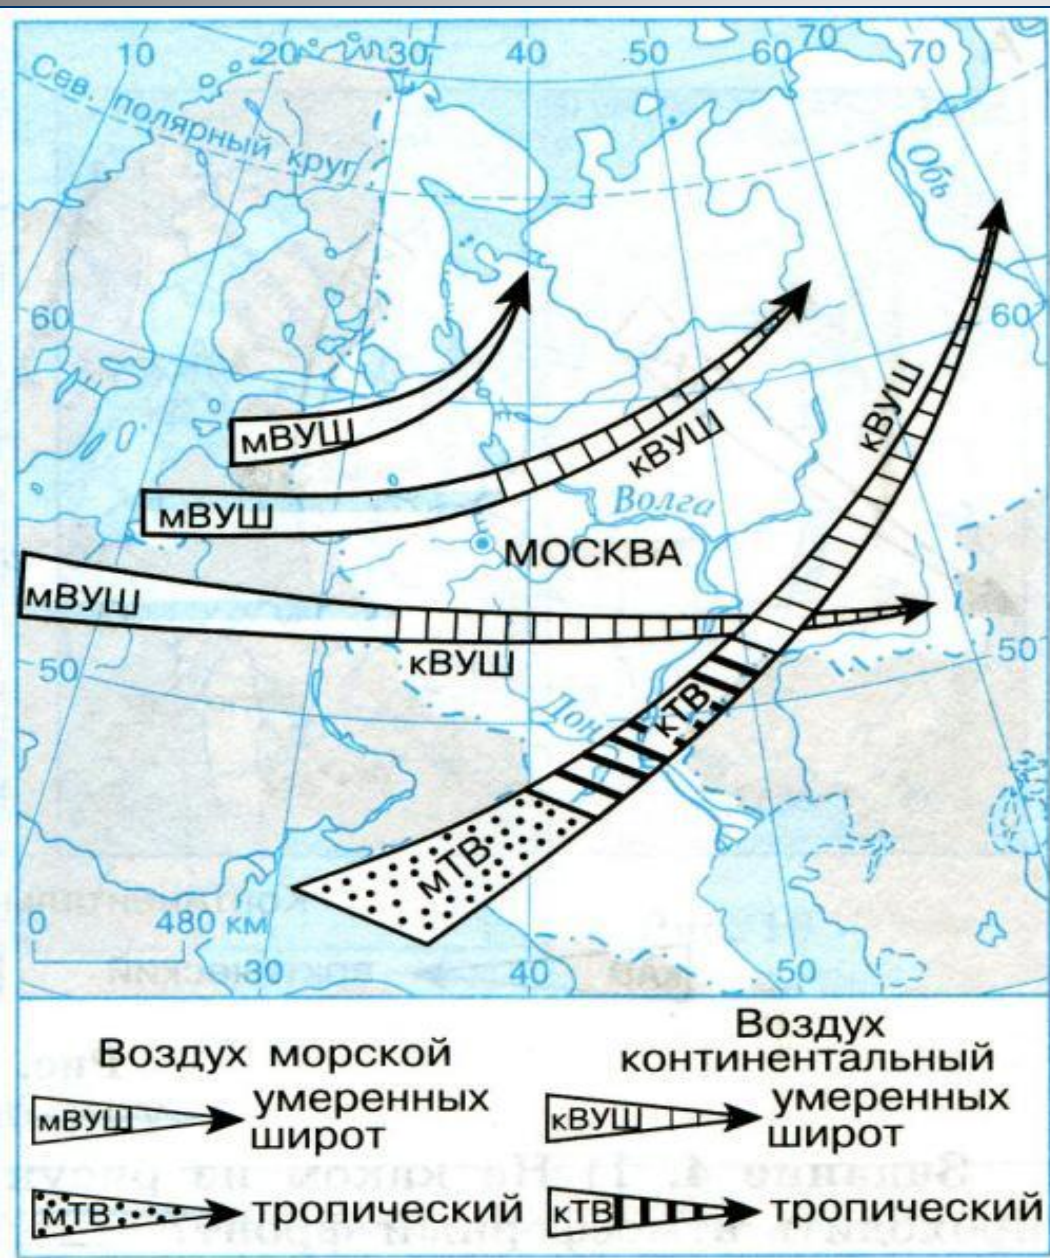 10
20
30
40
50
60
70
70
Сев. полярный круг
Обь
60
60
мВУШ
кВУШ
мВУШ
кВУШ
Волга
МОСКВА
мВУШ
кВУШ
50
50
Дон
кТВ
мТВ
0 480 км
30
40
50
Воздух морской
Воздух
континентальный
мВУШ
умеренных
широт
кВУШ
умеренных
широт
мТВ
тропический
кТВ
тропический